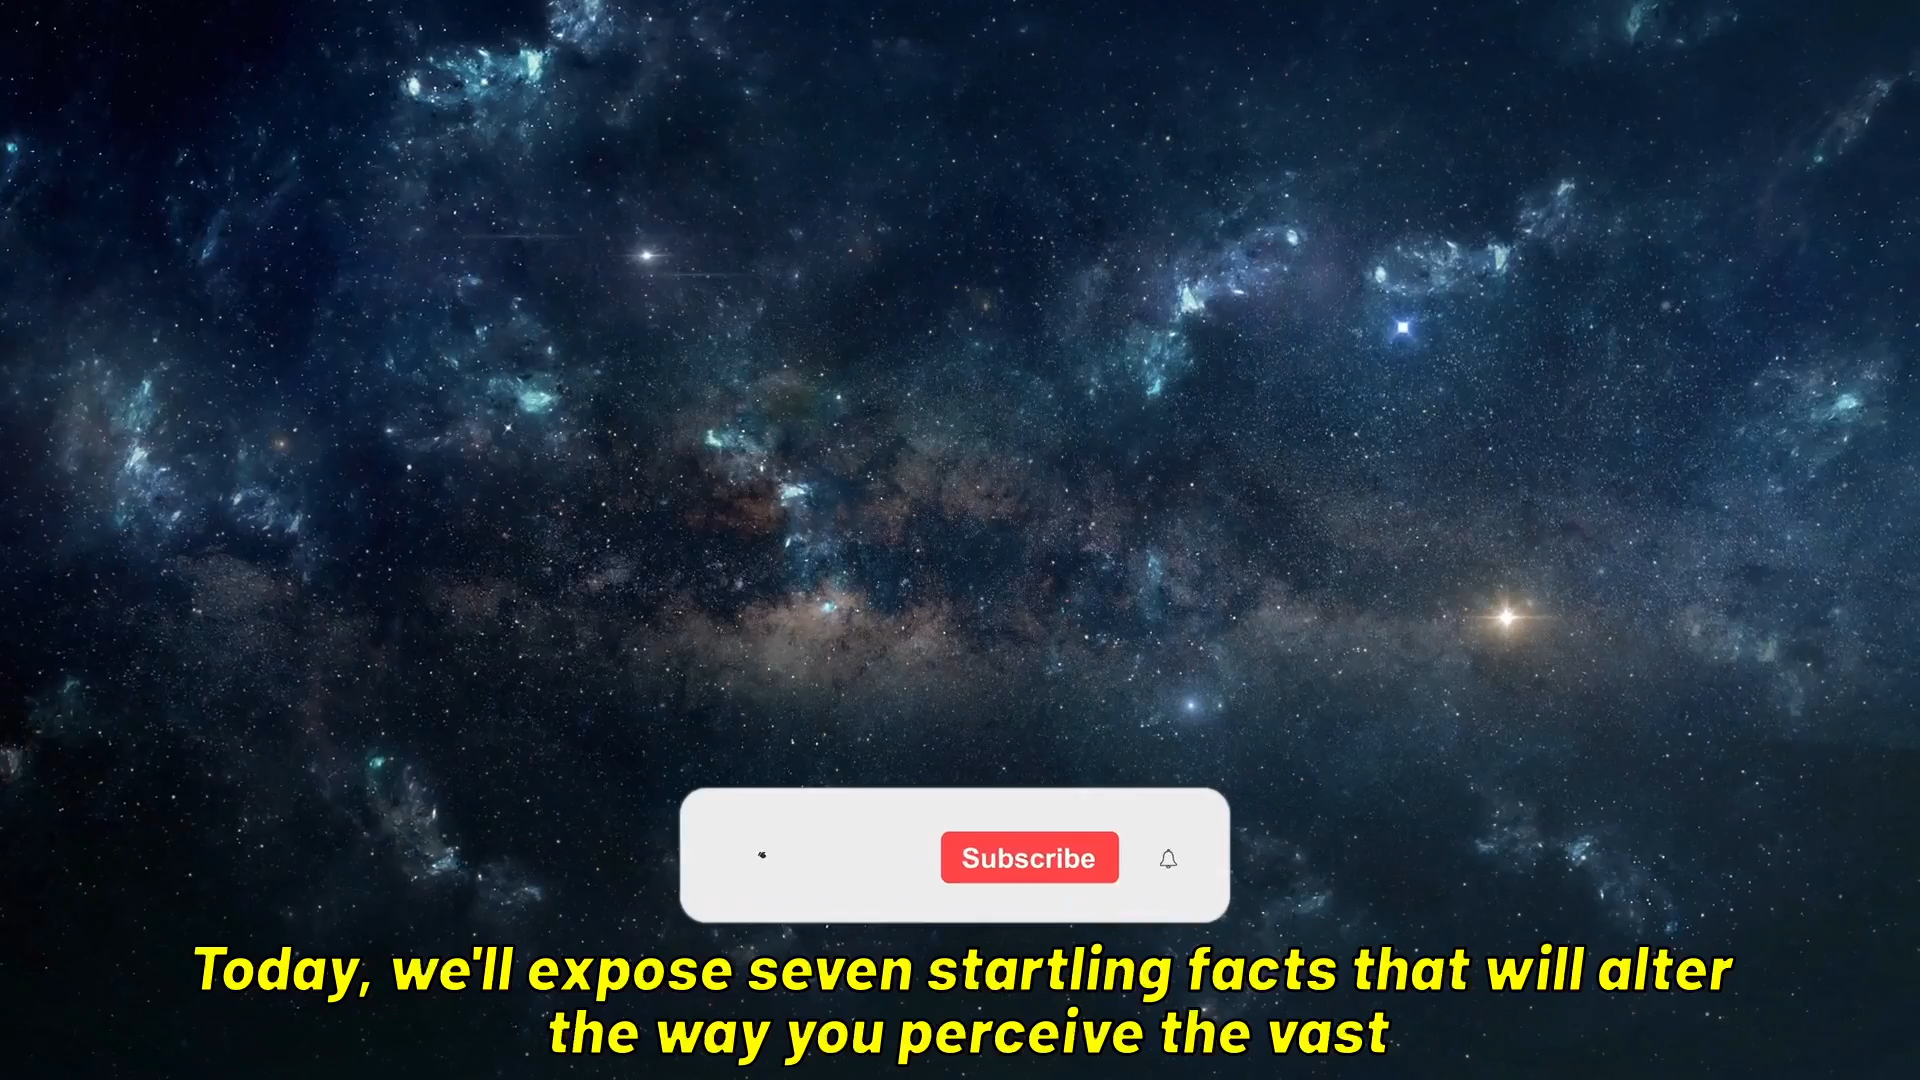 Subscribe
Today, we'll expose seven startling facts that will alter
the way you perceive the vast